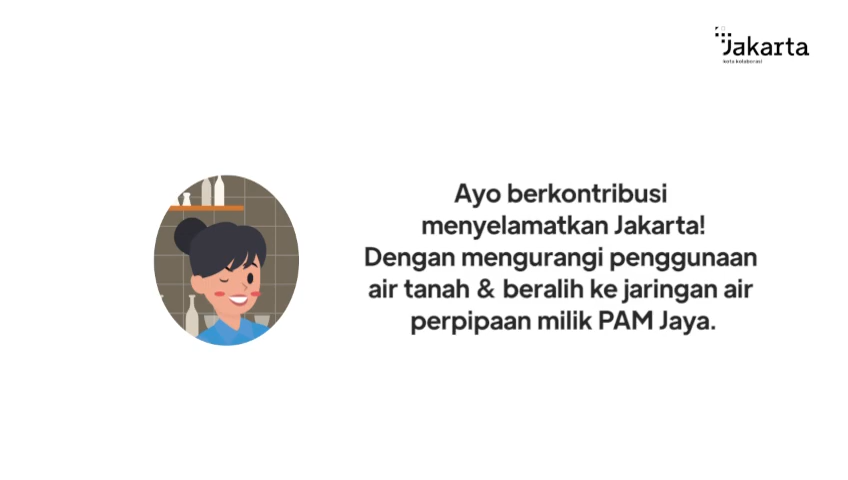 Jakarta
kota kolaborasi
Ayo berkontribusi
menyelamatkan Jakarta!
Dengan mengurangi penggunaan
air tanah & beralih ke jaringan air
perpipaan milik PAM Jaya.